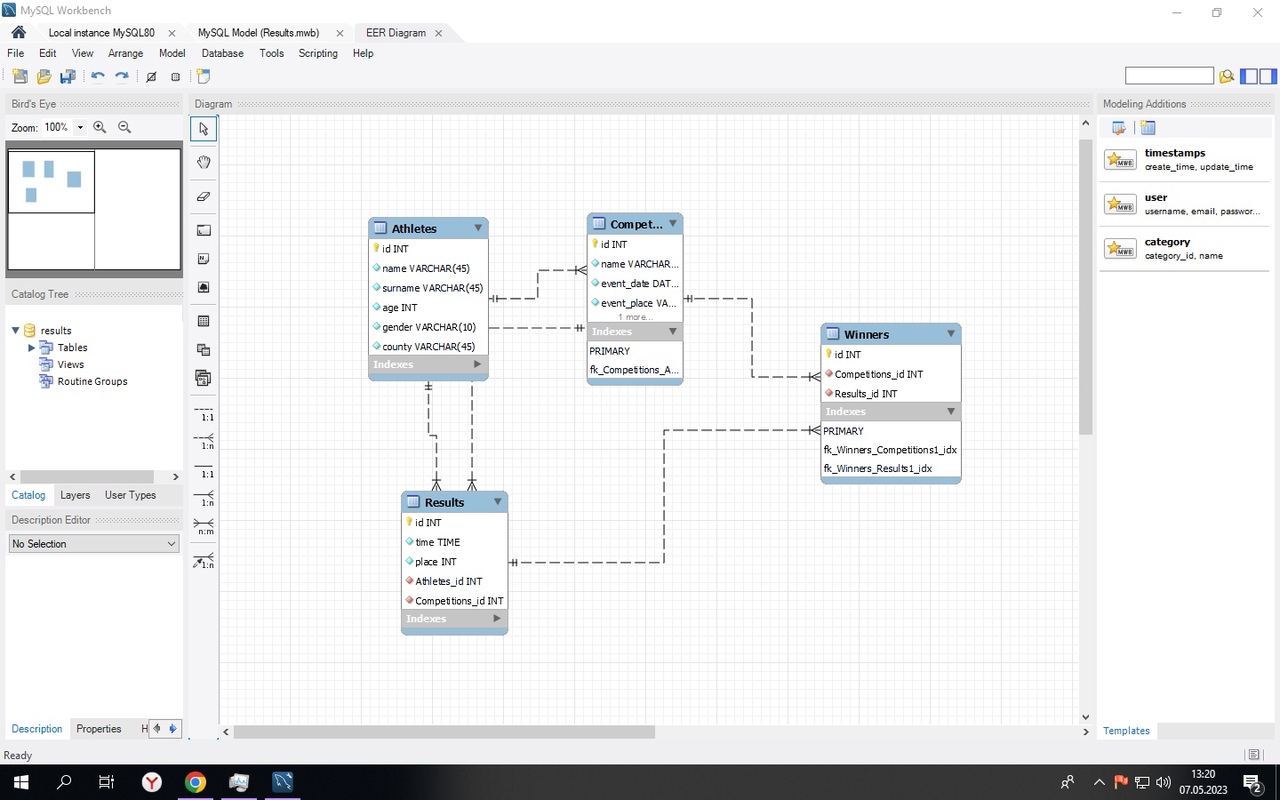 MySQL Workbench
Local instance MySQL80
MySQL Model (Results.mwb)
EER Diagram
File Edit View Arrange Model Database Tools Scripting Help
Bird's Eye
Zoom: 100%
Catalog Tree
results
Tables
Views
Routine Groups
Catalog Layers User Types
Description Editor
No Selection
Description Properties H
Ready
Diagram
1:1
1:n
1:1
1:n
n:m
1:n
Athletes
id INT
name VARCHAR(45)
surname VARCHAR(45)
age INT
gender VARCHAR(10)
county VARCHAR(45)
Indexes
Compet...
id INT
name VARCHAR...
event_date DAT...
event_place VA...
1 more...
Indexes
PRIMARY
fk_Competitions_A...
Winners
id INT
Competitions_id INT
Results_id INT
Indexes
PRIMARY
fk_Winners_Competitions1_idx
fk_Winners_Results1_idx
Results
id INT
time TIME
place INT
Athletes_id INT
Competitions_id INT
Indexes
Modeling Additions
MWB
timestamps
create_time, update_time
MWB
user
username, email, passwor...
MWB
category
category_id, name
Templates
13:20
07.05.2023
2